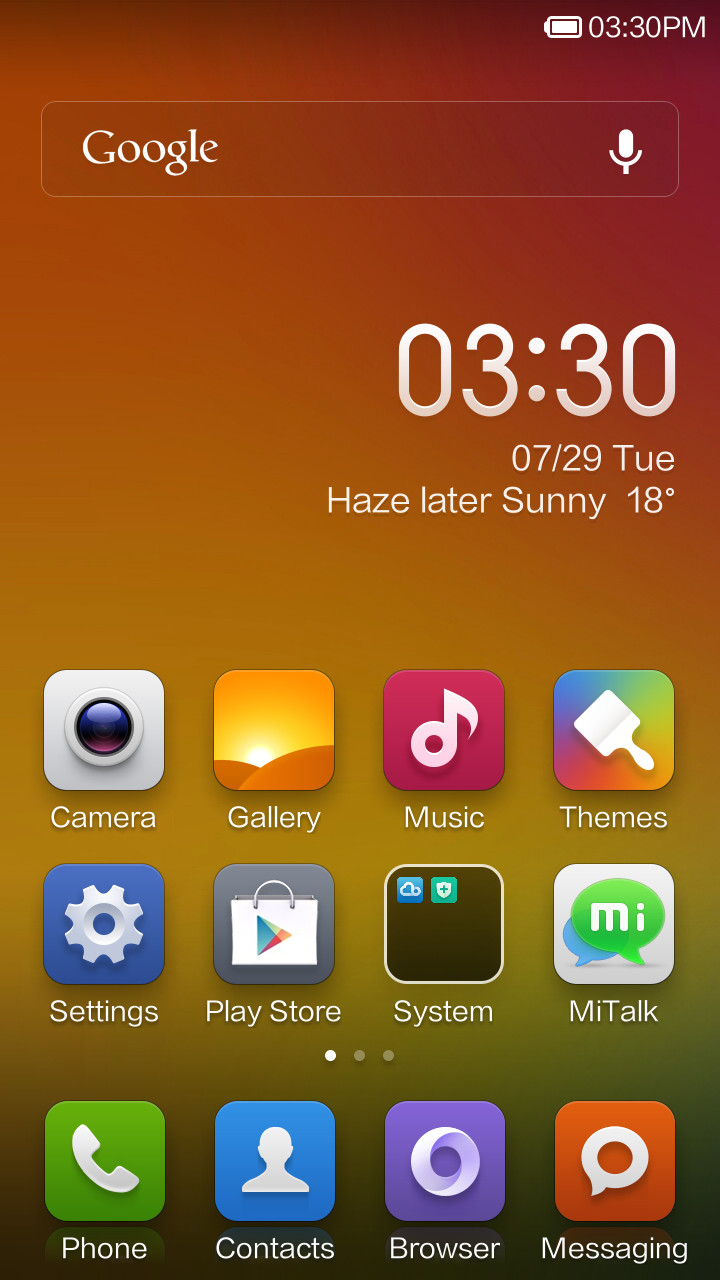 03:30PM
Google
03:30
07/29 Tue
Haze later Sunny 18°
Camera Gallery Music Themes
mi
Settings Play Store System MiTalk
Phone Contacts Browser Messaging